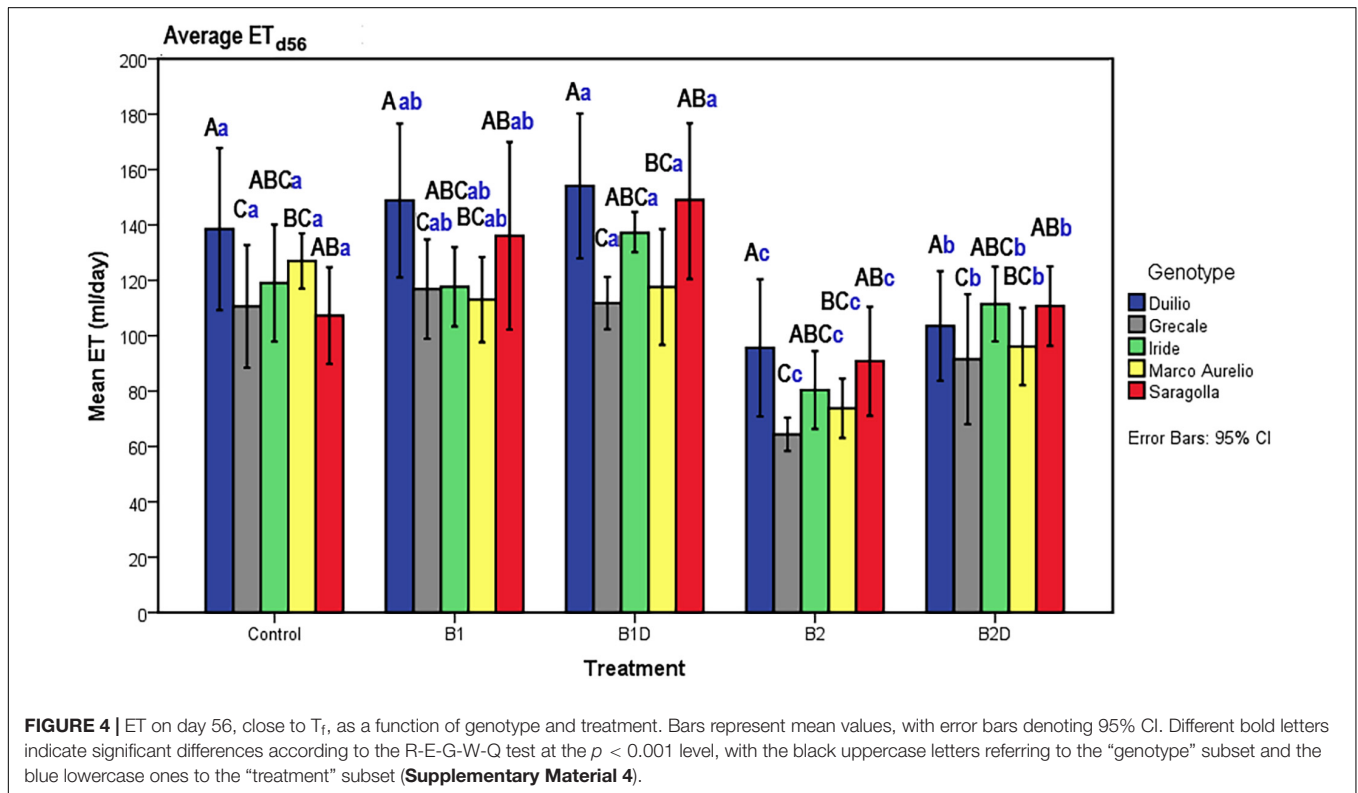 Average ETd56
200
180
160
140
120
100
80
60
40
20
0
Mean ET (ml/day)
Aa
Ca
ABCa
BCa
ABa
A ab
Cab
ABCab
BCab
ABab
Aa
Ca
ABCa
BCa
ABa
Ac
Cc
ABCc
BCc
ABc
Ab
Cb
ABCb
BCb
ABb
Control
B1
B1D
B2
B2D
Treatment
Genotype
Duilio
Grecale
Iride
Marco Aurelio
Saragolla
Error Bars: 95% CI
FIGURE 4 | ET on day 56, close to Tf, as a function of genotype and treatment. Bars represent mean values, with error bars denoting 95% CI. Different bold letters
indicate significant differences according to the R-E-G-W-Q test at the p < 0.001 level, with the black uppercase letters referring to the “genotype” subset and the
blue lowercase ones to the “treatment” subset (Supplementary Material 4).